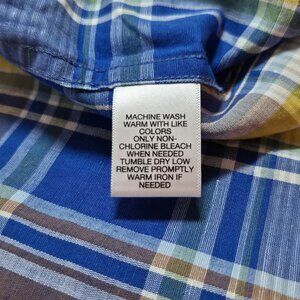 MACHINE WASH
WARM WITH LIKE
COLORS
ONLY NON-
CHLORINE BLEACH
WHEN NEEDED
TUMBLE DRY LOW
REMOVE PROMPTLY
WARM IRON IF
NEEDED